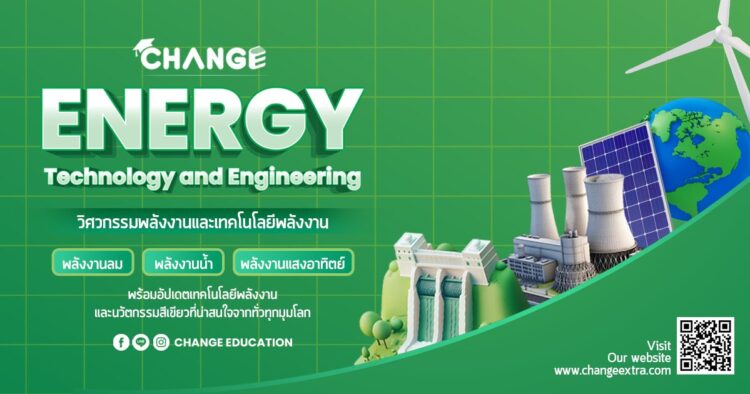 CHANGE
ENERGY
Technology and Engineering
วิศวกรรมพลังงานและเทคโนโลยีพลังงาน
พลังงานลม
พลังงานน้ำ
พลังงานแสงอาทิตย์
พร้อมอัปเดตเทคโนโลยีพลังงาน
และนวัตกรรมสีเขียวที่น่าสนใจจากทั่วทุกมุมโลก
CHANGE EDUCATION
Visit
Our website
www.changeextra.com